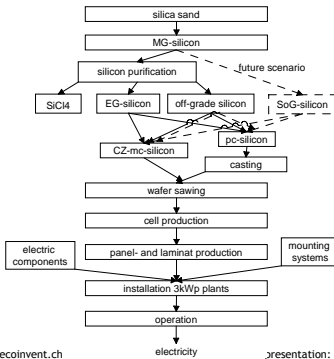 silica sand
MG-silicon
silicon purification
future scenario
SiCl4
EG-silicon
off-grade silicon
SoG-silicon
CZ-mc-silicon
pc-silicon
casting
wafer sawing
cell production
electric
components
panel- and laminat production
mounting
systems
installation 3kWp plants
operation
ecoinvent.ch
electricity
presentation: